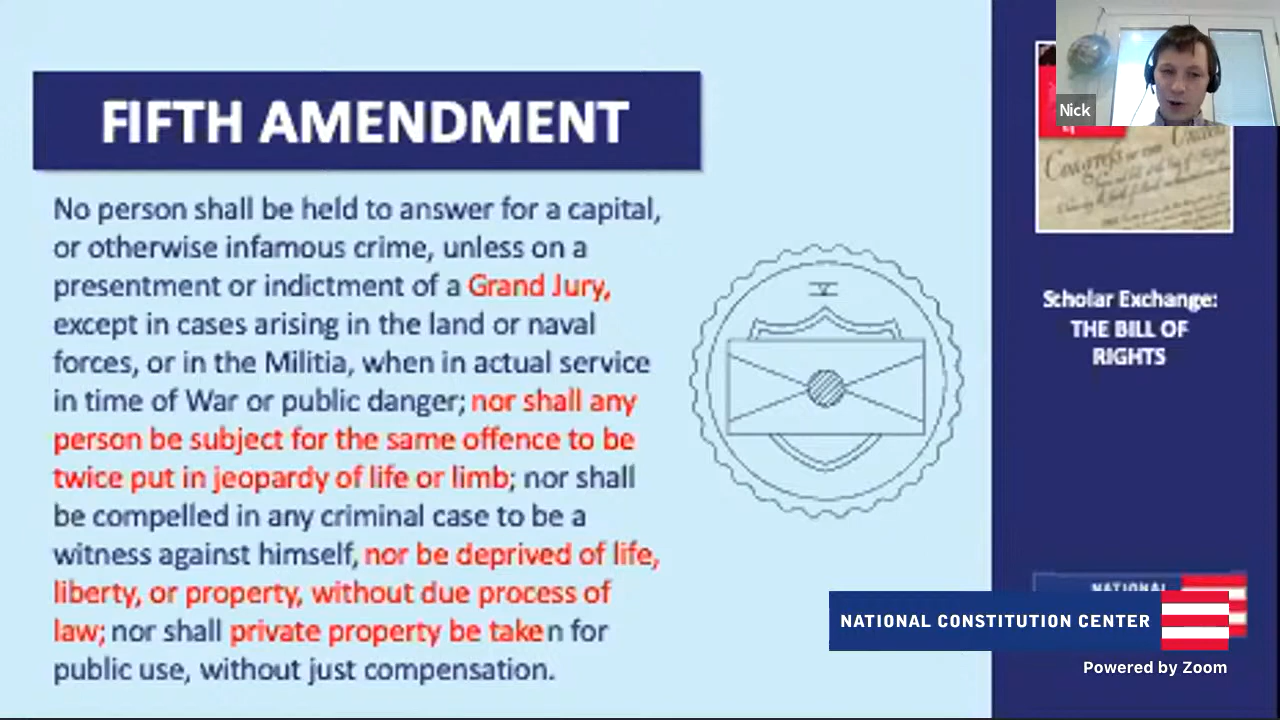 FIFTH AMENDMENT
No person shall be held to answer for a capital,
or otherwise infamous crime, unless on a
presentment or indictment of a Grand Jury,
except in cases arising in the land or naval
forces, or in the Militia, when in actual service
in time of War or public danger; nor shall any
person be subject for the same offence to be
twice put in jeopardy of life or limb; nor shall
be compelled in any criminal case to be a
witness against himself, nor be deprived of life,
liberty, or property, without due process of
law; nor shall private property be taken for
public use, without just compensation.
V
Nick
Congress OF THE United
Scholar Exchange:
THE BILL OF
RIGHTS
NATIONAL
NATIONAL CONSTITUTION CENTER
Powered by Zoom